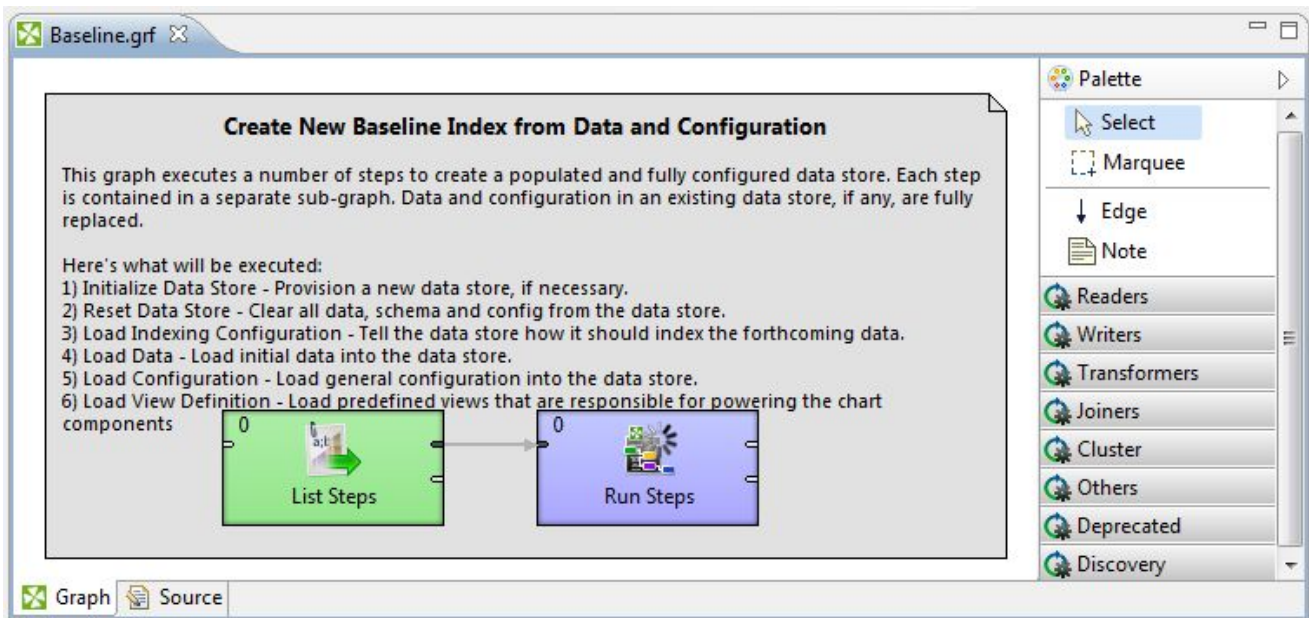 Baseline.grf
Create New Baseline Index from Data and Configuration
This graph executes a number of steps to create a populated and fully configured data store. Each step
is contained in a separate sub-graph. Data and configuration in an existing data store, if any, are fully
replaced.
Here's what will be executed:
1) Initialize Data Store - Provision a new data store, if necessary.
2) Reset Data Store - Clear all data, schema and config from the data store.
3) Load Indexing Configuration - Tell the data store how it should index the forthcoming data.
4) Load Data - Load initial data into the data store.
5) Load Configuration - Load general configuration into the data store.
6) Load View Definition - Load predefined views that are responsible for powering the chart
components
0
a;b
List Steps
0
Run Steps
Palette
Select
Marquee
Edge
Note
Readers
Writers
Transformers
Joiners
Cluster
Others
Deprecated
Discovery
Graph
Source